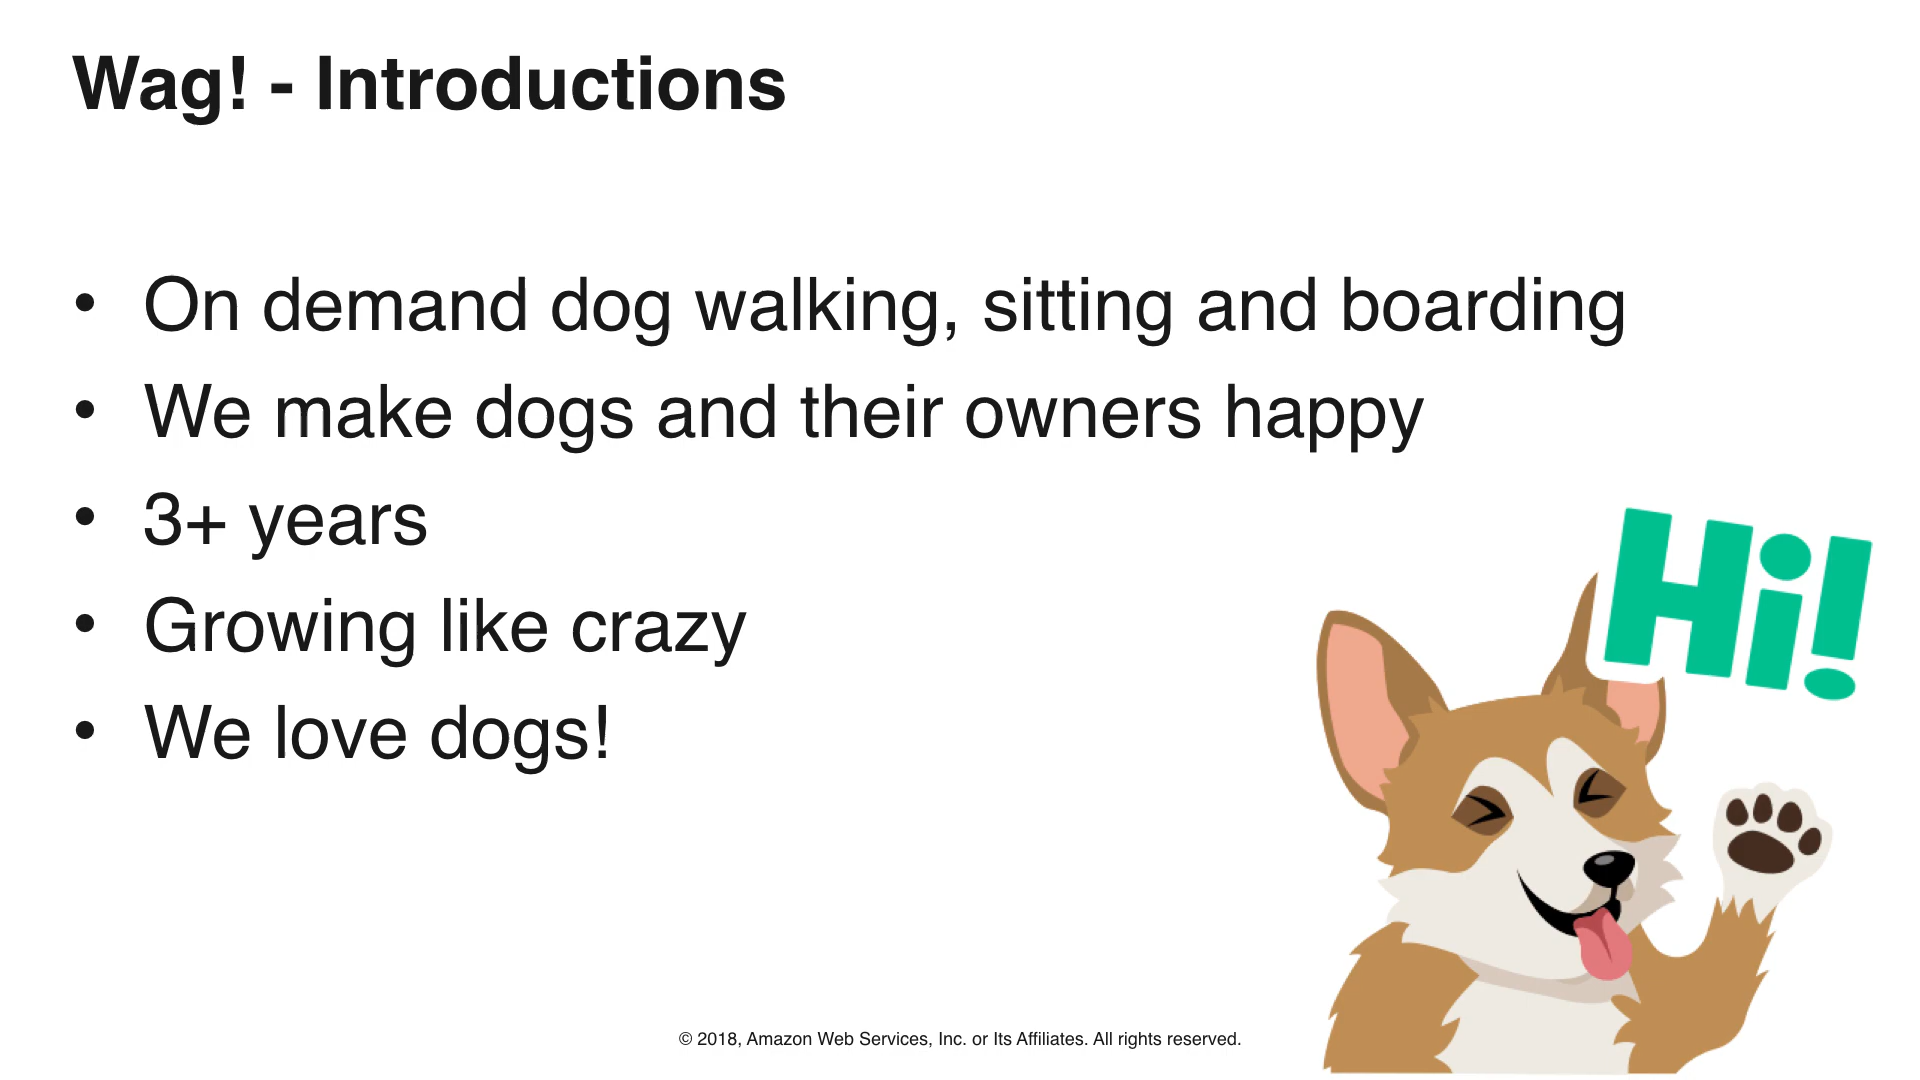 Wag! - Introductions
• On demand dog walking, sitting and boarding
• We make dogs and their owners happy
• 3+ years
• Growing like crazy
• We love dogs!
Hi!
© 2018, Amazon Web Services, Inc. or Its Affiliates. All rights reserved.